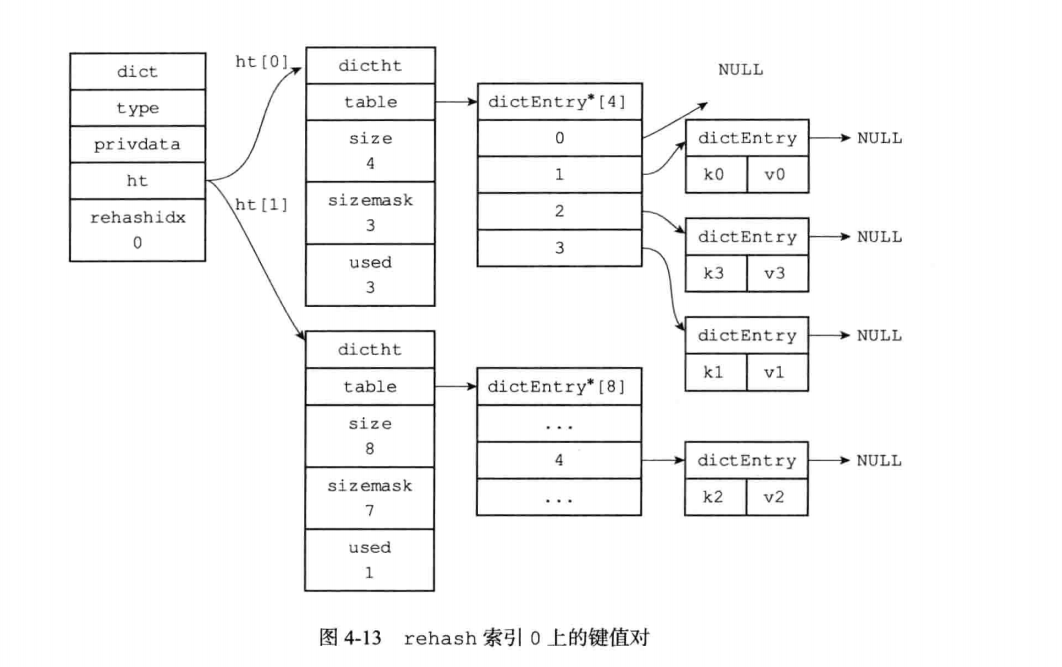 dict
type
privdata
ht
rehashidx
0
ht[0]
ht[1]
dictht
table
size
4
sizemask
3
used
3
dictEntry*[4]
0
1
2
3
NULL
dictEntry
k0 v0
NULL
dictEntry
k3 v3
NULL
dictEntry
k1 v1
NULL
dictht
table
size
8
sizemask
7
used
1
dictEntry*[8]
...
4
...
dictEntry
k2 v2
NULL
图 4-13 rehash 索引 0 上的键值对